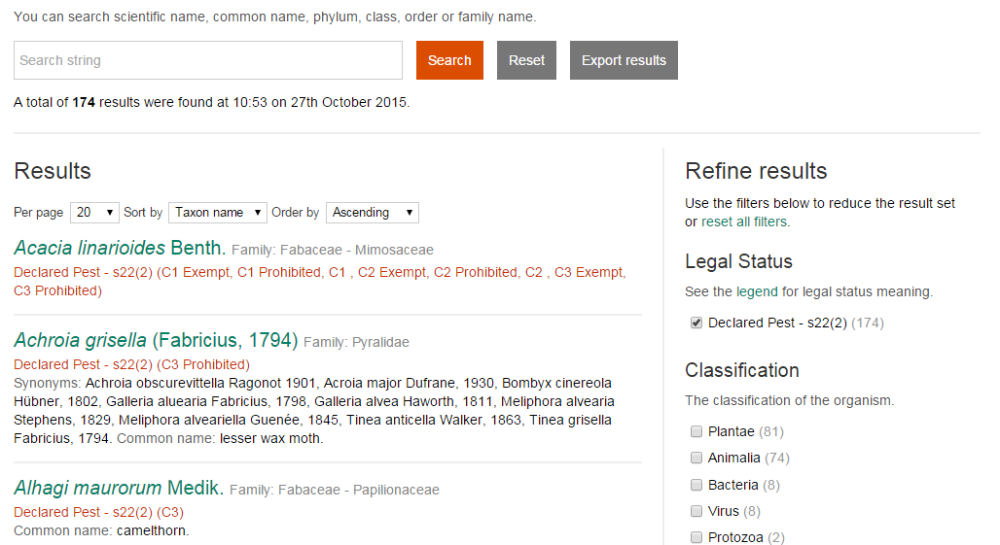 You can search scientific name, common name, phylum, class, order or family name.
Search string
Search
Reset
Export results
A total of 174 results were found at 10:53 on 27th October 2015.
Results
Per page 20 Sort by Taxon name Order by Ascending
Acacia linarioides Benth. Family: Fabaceae - Mimosaceae
Declared Pest - s22(2) (C1 Exempt, C1 Prohibited, C1 , C2 Exempt, C2 Prohibited, C2 , C3 Exempt,
C3 Prohibited)
Achroia grisella (Fabricius, 1794) Family: Pyralidae
Declared Pest - s22(2) (C3 Prohibited)
Synonyms: Achroia obscurevittella Ragonot 1901, Acroia major Dufrane, 1930, Bombyx cinereola
Hübner, 1802, Galleria aluearia Fabricius, 1798, Galleria alvea Haworth, 1811, Meliphora alvearia
Stephens, 1829, Meliphora alveariella Guenée, 1845, Tinea anticella Walker, 1863, Tinea grisella
Fabricius, 1794. Common name: lesser wax moth.
Alhagi maurorum Medik. Family: Fabaceae - Papilionaceae
Declared Pest - s22(2) (C3)
Common name: camelthorn.
Refine results
Use the filters below to reduce the result set
or reset all filters.
Legal Status
See the legend for legal status meaning.
Declared Pest - s22(2) (174)
Classification
The classification of the organism.
Plantae (81)
Animalia (74)
Bacteria (8)
Virus (8)
Protozoa (2)